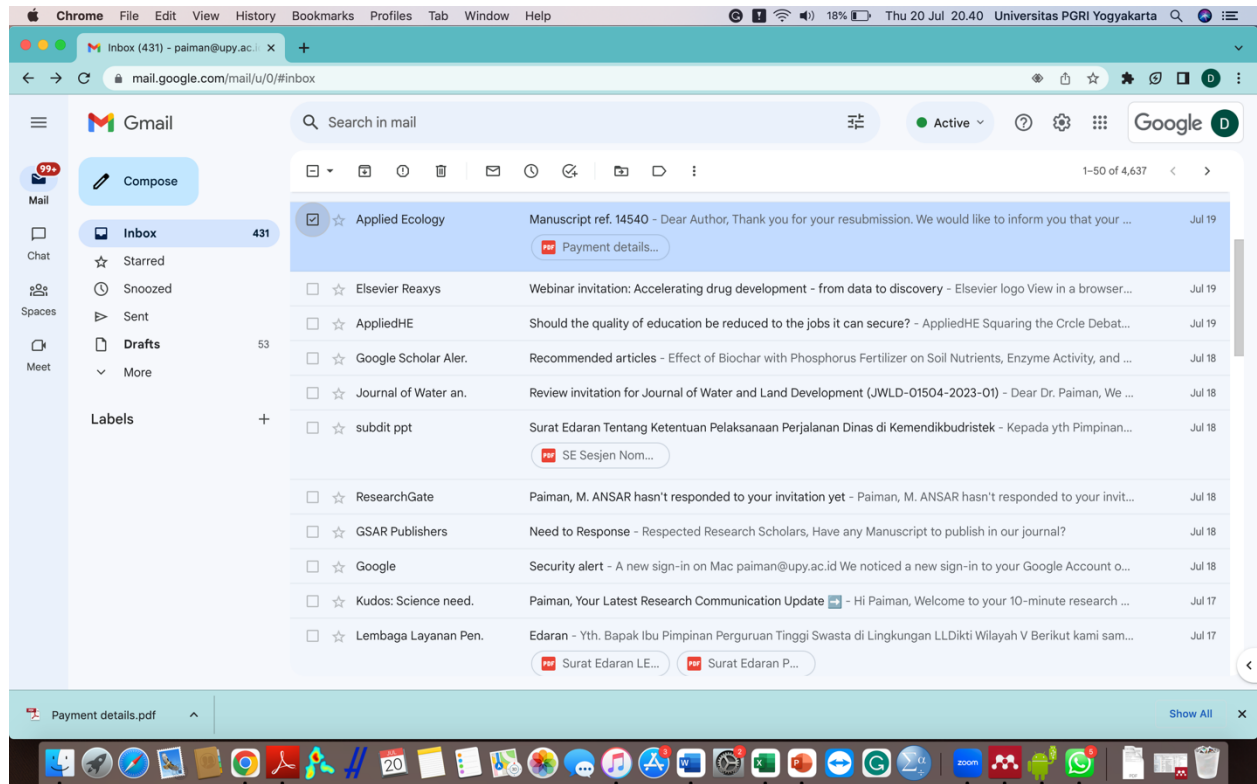 Chrome File Edit View History Bookmarks Profiles Tab Window Help 18% Thu 20 Jul 20.40 Universitas PGRI Yogyakarta
Inbox (431) - paiman@upy.ac.i
mail.google.com/mail/u/0/#inbox D
Gmail Search in mail Active Google D
99+
Mail
Compose
1–50 of 4,637
Chat
Spaces
Meet
Inbox 431
Starred
Snoozed
Sent
Drafts 53
More
Labels
Applied Ecology Manuscript ref. 14540 - Dear Author, Thank you for your resubmission. We would like to inform you that your ... Jul 19
PDF Payment details...
Elsevier Reaxys Webinar invitation: Accelerating drug development - from data to discovery - Elsevier logo View in a browser... Jul 19
AppliedHE Should the quality of education be reduced to the jobs it can secure? - AppliedHE Squaring the Crcle Debat... Jul 19
Google Scholar Aler. Recommended articles - Effect of Biochar with Phosphorus Fertilizer on Soil Nutrients, Enzyme Activity, and ... Jul 18
Journal of Water an. Review invitation for Journal of Water and Land Development (JWLD-01504-2023-01) - Dear Dr. Paiman, We ... Jul 18
subdit ppt Surat Edaran Tentang Ketentuan Pelaksanaan Perjalanan Dinas di Kemendikbudristek - Kepada yth Pimpinan... Jul 18
PDF SE Sesjen Nom...
ResearchGate Paiman, M. ANSAR hasn't responded to your invitation yet - Paiman, M. ANSAR hasn't responded to your invit... Jul 18
GSAR Publishers Need to Response - Respected Research Scholars, Have any Manuscript to publish in our journal? Jul 18
Google Security alert - A new sign-in on Mac paiman@upy.ac.id We noticed a new sign-in to your Google Account o... Jul 18
Kudos: Science need. Paiman, Your Latest Research Communication Update ➡ - Hi Paiman, Welcome to your 10-minute research ... Jul 17
Lembaga Layanan Pen. Edaran - Yth. Bapak Ibu Pimpinan Perguruan Tinggi Swasta di Lingkungan LLDikti Wilayah V Berikut kami sam... Jul 17
PDF Surat Edaran LE... PDF Surat Edaran P...
Payment details.pdf Show All
20 zoom